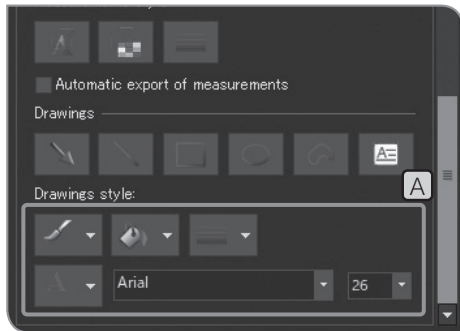 Automatic export of measurements
Drawings
A
Drawings style:
A
Arial 26